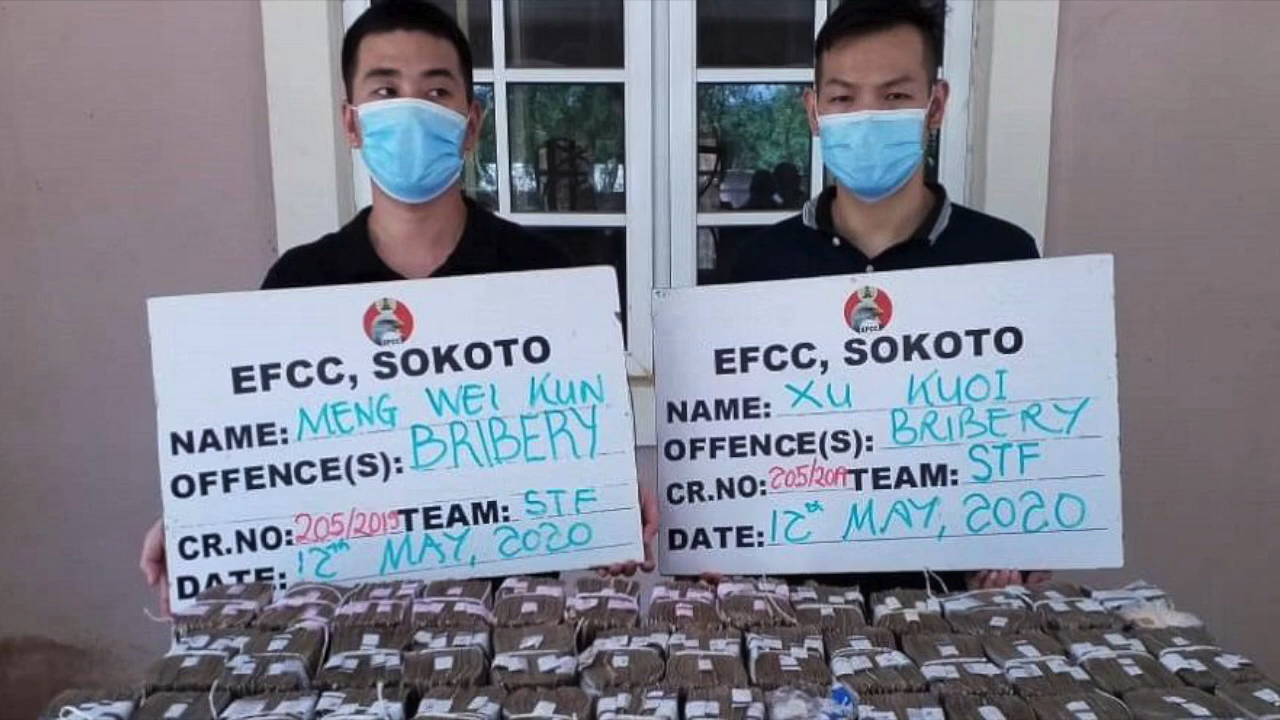 EFCC, SOKOTO
NAME: MENG WEI KUN
OFFENCE(S): BRIBERY
CR.NO: 205/2019 TEAM: STF
DATE: 12th MAY, 2020
EFCC, SOKOTO
NAME: XU KUOI
OFFENCE(S): BRIBERY
CR.NO: 205/2019 TEAM: STF
DATE: 12th MAY, 2020